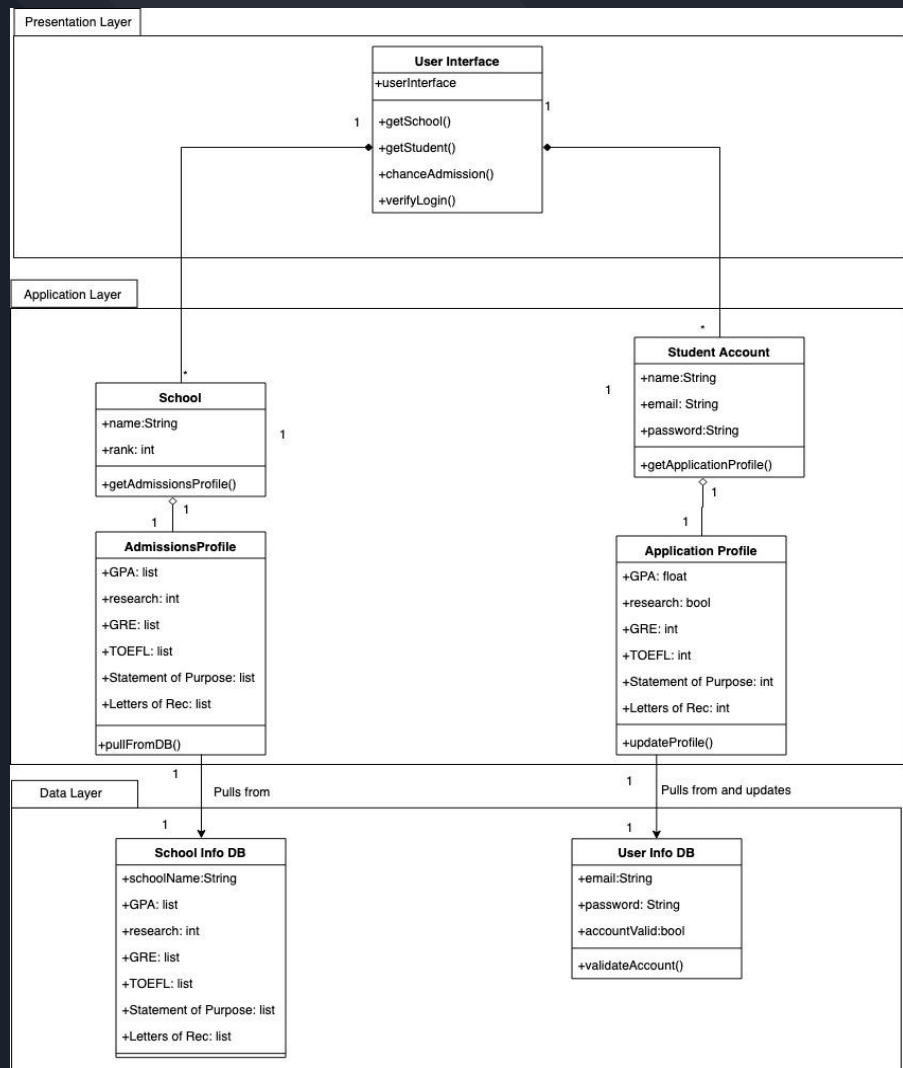 Presentation Layer
User Interface
+userInterface
1
1
+getSchool()
+getStudent()
+chanceAdmission()
+verifyLogin()
Application Layer
*
School
+name:String
+rank: int
+getAdmissionsProfile()
1
1
1
AdmissionsProfile
+GPA: list
+research: int
+GRE: list
+TOEFL: list
+Statement of Purpose: list
+Letters of Rec: list
+pullFromDB()
*
Student Account
+name:String
+email: String
+password:String
+getApplicationProfile()
1
1
1
Application Profile
+GPA: float
+research: bool
+GRE: int
+TOEFL: int
+Statement of Purpose: int
+Letters of Rec: int
+updateProfile()
Data Layer
1
Pulls from
1
School Info DB
+schoolName:String
+GPA: list
+research: int
+GRE: list
+TOEFL: list
+Statement of Purpose: list
+Letters of Rec: list
1
Pulls from and updates
1
User Info DB
+email:String
+password: String
+accountValid:bool
+validateAccount()